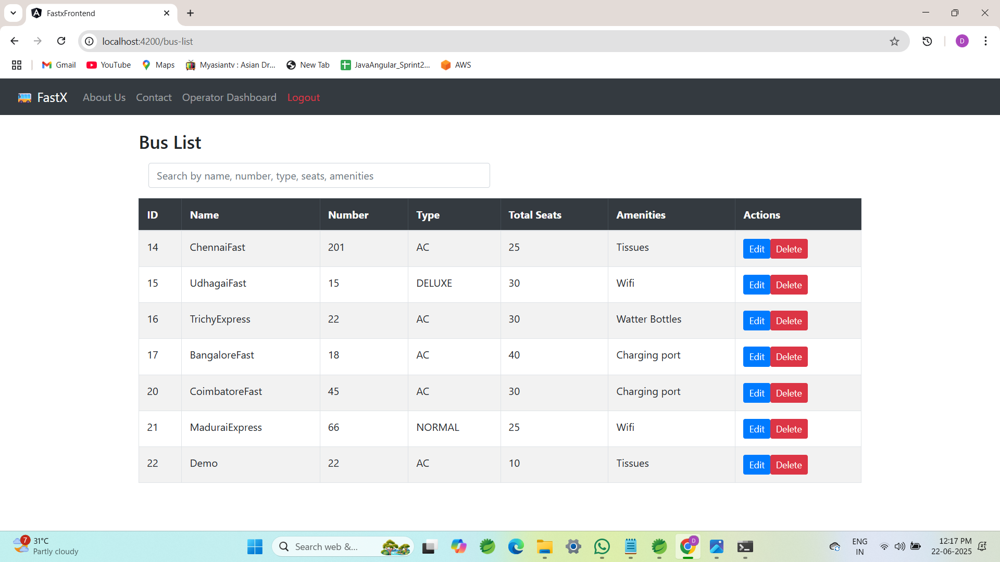 FastxFrontend
localhost:4200/bus-list
D
Gmail YouTube Maps Myasiantv : Asian Dr... New Tab JavaAngular_Sprint2... AWS
FastX About Us Contact Operator Dashboard Logout
Bus List
Search by name, number, type, seats, amenities
ID Name Number Type Total Seats Amenities Actions
14 ChennaiFast 201 AC 25 Tissues Edit Delete
15 UdhagaiFast 15 DELUXE 30 Wifi Edit Delete
16 TrichyExpress 22 AC 30 Watter Bottles Edit Delete
17 BangaloreFast 18 AC 40 Charging port Edit Delete
20 CoimbatoreFast 45 AC 30 Charging port Edit Delete
21 MaduraiExpress 66 NORMAL 25 Wifi Edit Delete
22 Demo 22 AC 10 Tissues Edit Delete
7 31°C
Partly cloudy
Search web &...
D
ENG
IN
12:17 PM
22-06-2025